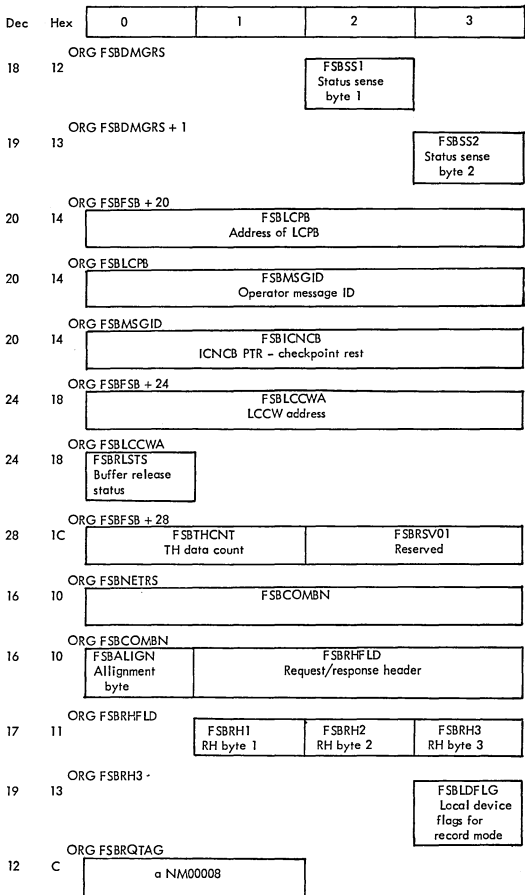 Dec Hex 0 1 2 3
ORG FSBDMGRS
18 12 FSBSS1
Status sense
byte 1
ORG FSBDMGRS + 1
19 13 FSBSS2
Status sense
byte 2
ORG FSBFSB + 20
20 14 FSBLCPB
Address of LCPB
ORG FSBLCPB
20 14 FSBMSGID
Operator message ID
ORG FSBMSGID
20 14 FSBICNCB
ICNCB PTR - checkpoint rest
ORG FSBFSB + 24
24 18 FSBLCCWA
LCCW address
ORG FSBLCCWA
24 18 FSBRLSTS
Buffer release
status
ORG FSBFSB + 28
28 1C FSBTHCNT FSBRSV01
TH data count Reserved
ORG FSBNETRS
16 10 FSBCOMBN
ORG FSBCOMBN
16 10 FSBALIGN FSBRHFLD
Allignment Request/response header
byte
ORG FSBRHFLD
17 11 FSBRH1 FSBRH2 FSBRH3
RH byte 1 RH byte 2 RH byte 3
ORG FSBRH3 -
19 13 FSBLDFLG
Local device
flags for
record mode
ORG FSBRQTAG
12 C a NM00008